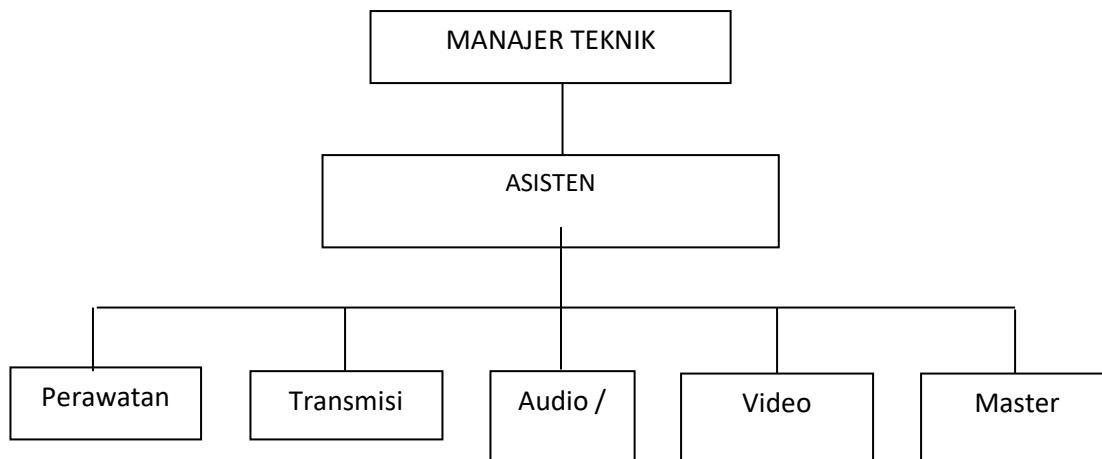 MANAJER TEKNIK
ASISTEN
Perawatan
Transmisi
Audio /
Video
Master